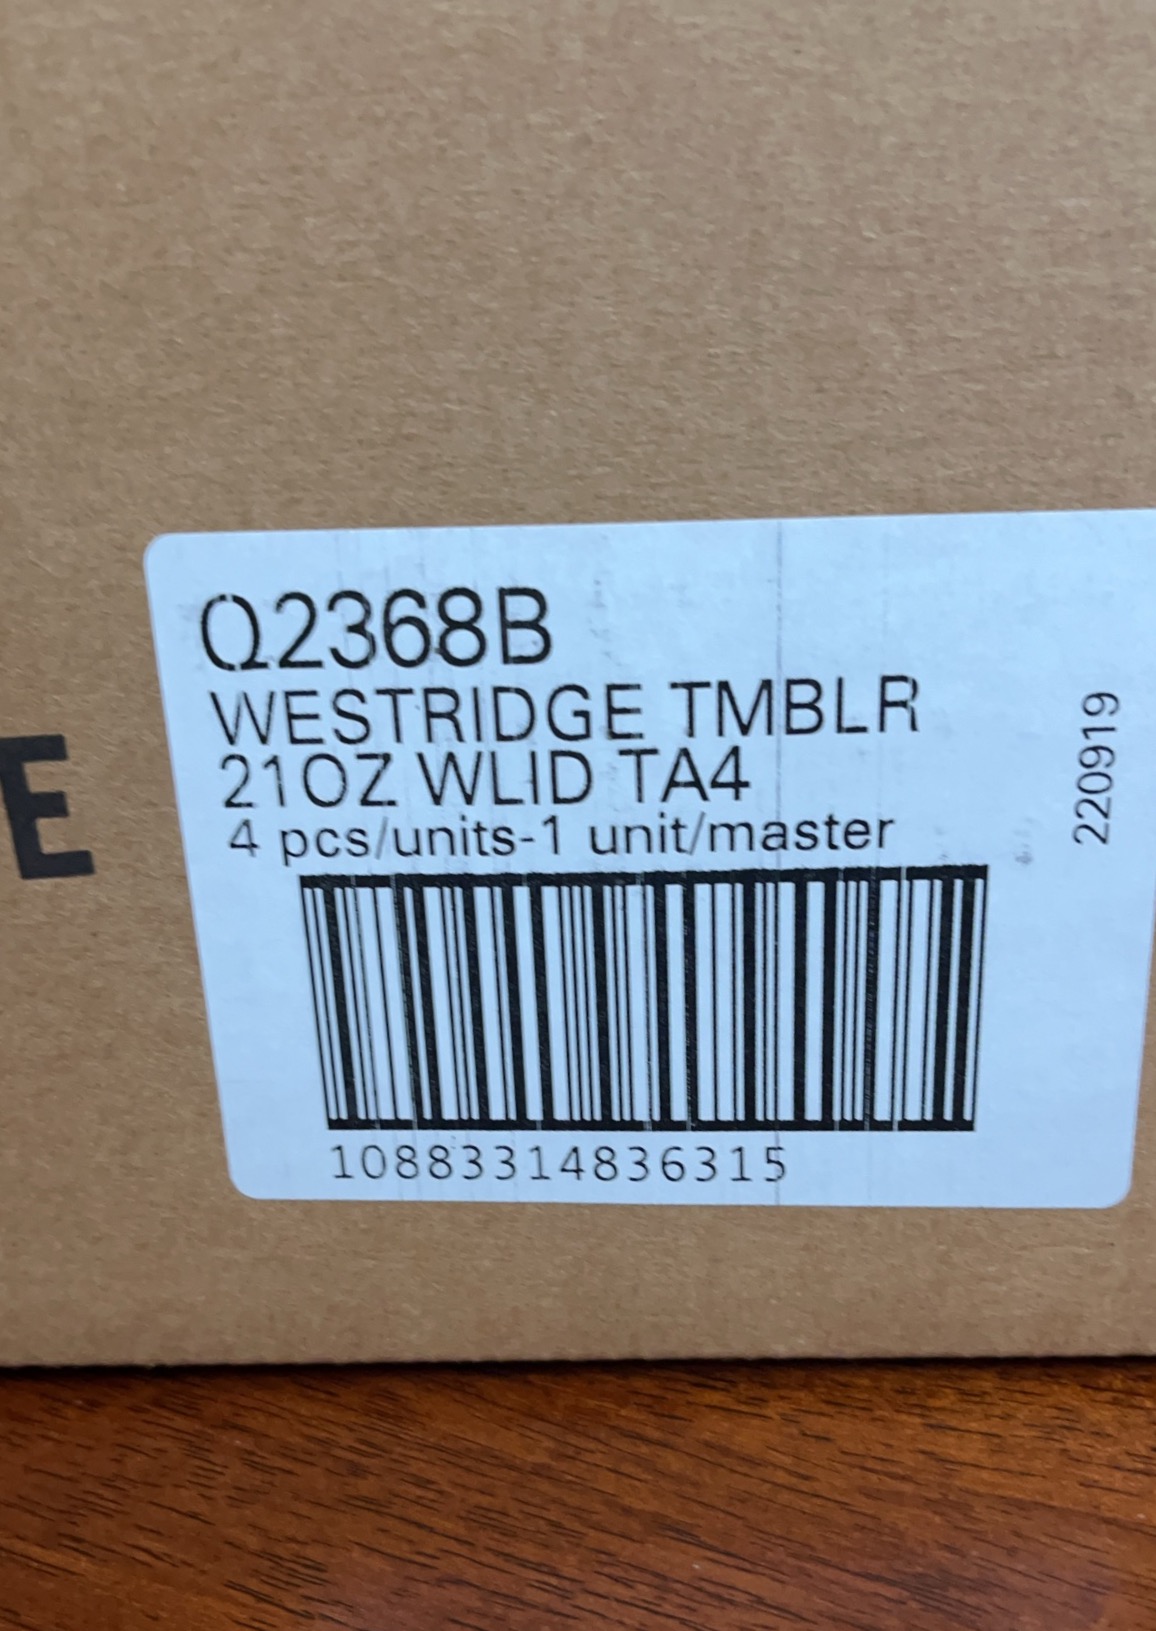 E
Q2368B
WESTRIDGE TMBLR
21OZ WLID TA4
4 pcs/units-1 unit/master
220919
10883314836315